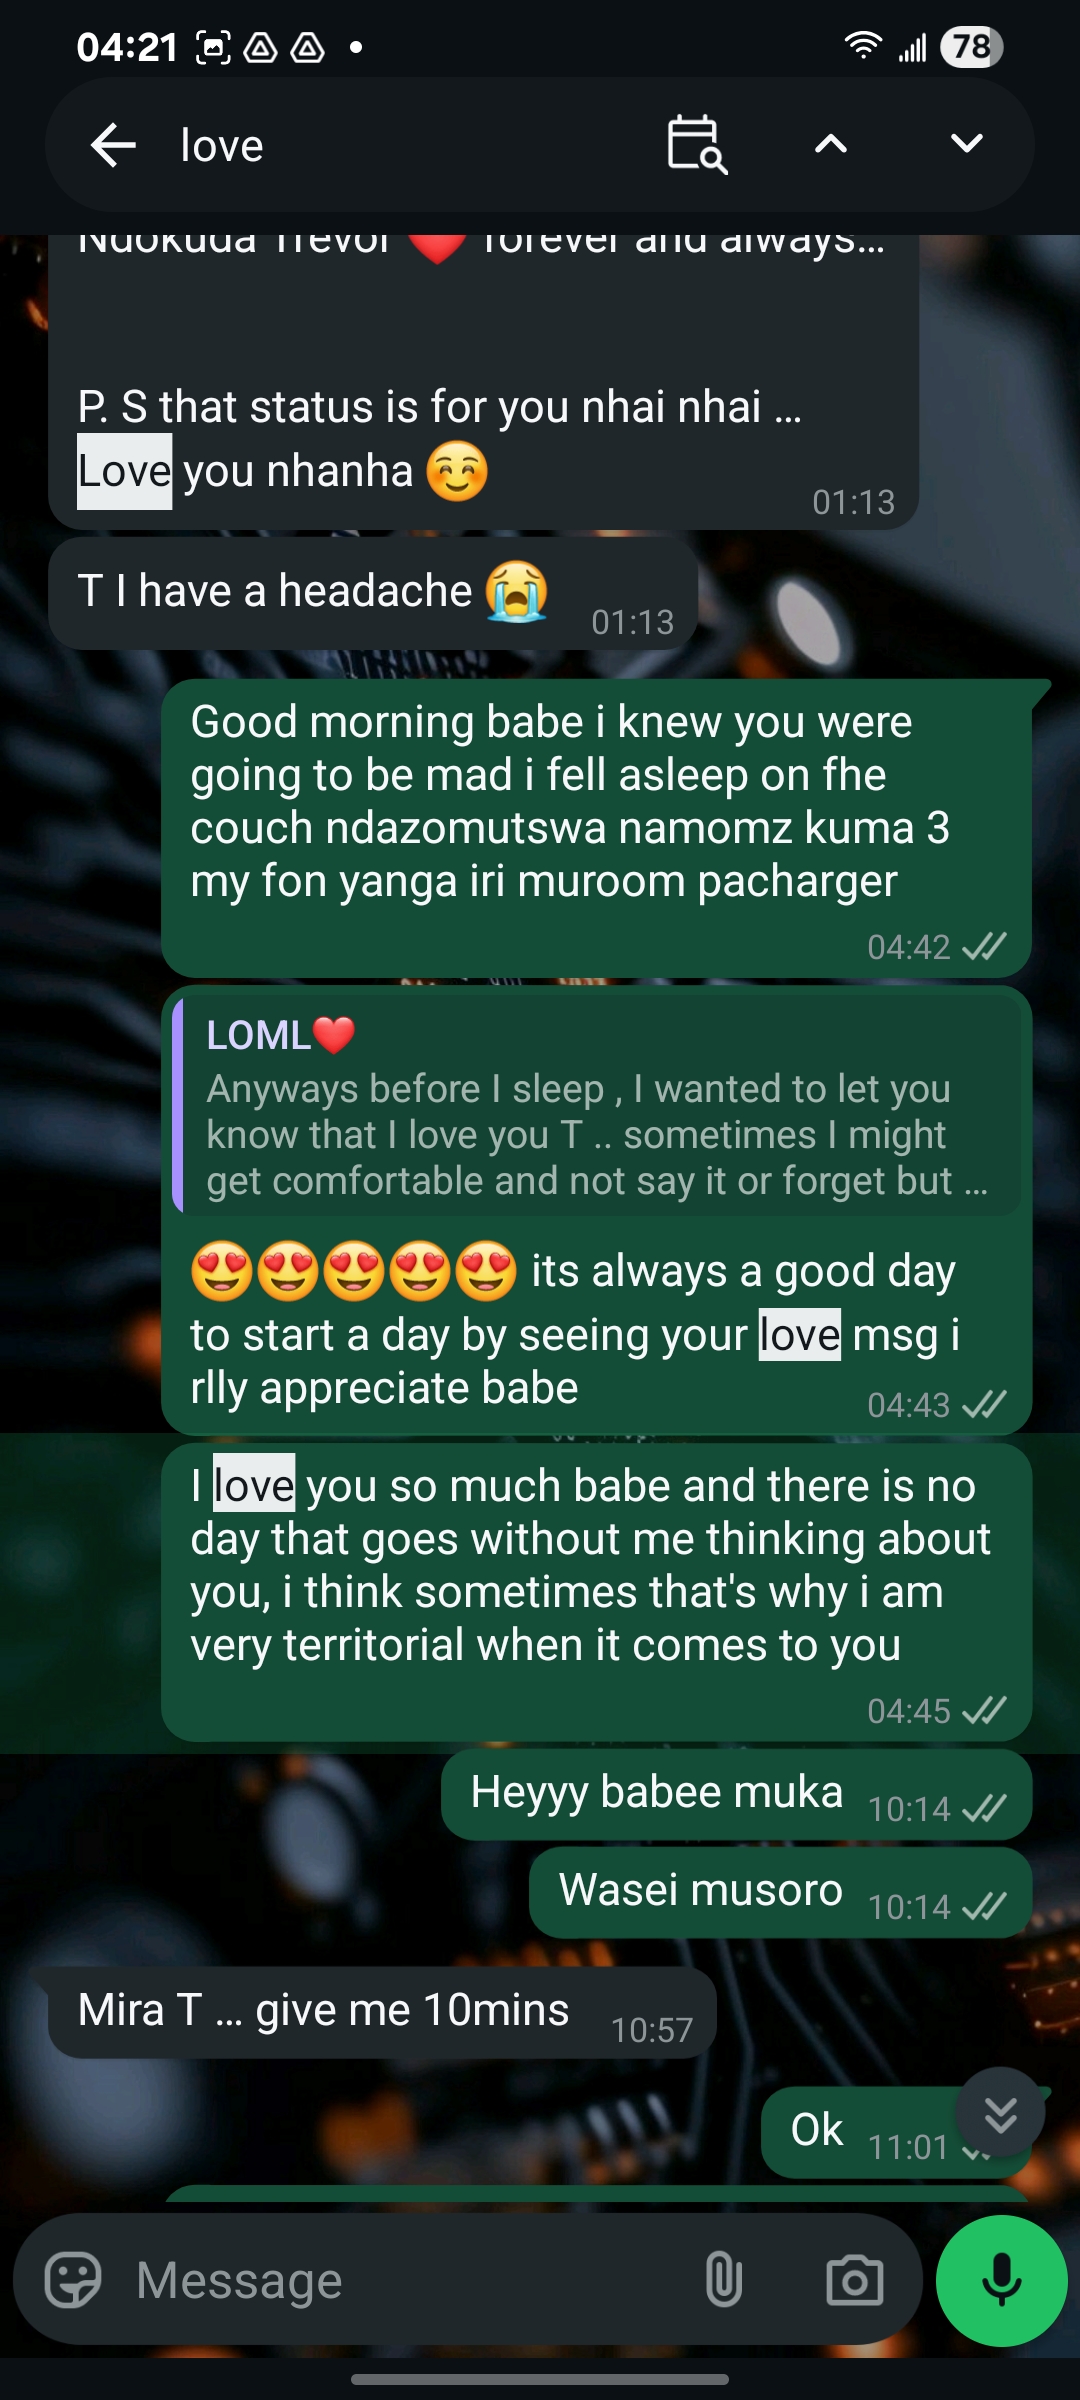 04:21
78
love
Ndokuda Trevor ❤️ forever and always...
P. S that status is for you nhai nhai ...
Love you nhanha ☺️
01:13
T I have a headache 😭
01:13
Good morning babe i knew you were
going to be mad i fell asleep on fhe
couch ndazomutswa namomz kuma 3
my fon yanga iri muroom pacharger
04:42
LOML❤️
Anyways before I sleep , I wanted to let you
know that I love you T .. sometimes I might
get comfortable and not say it or forget but ...
😍😍😍😍😍 its always a good day
to start a day by seeing your love msg i
rlly appreciate babe
04:43
I love you so much babe and there is no
day that goes without me thinking about
you, i think sometimes that's why i am
very territorial when it comes to you
04:45
Heyyy babee muka 10:14
Wasei musoro 10:14
Mira T ... give me 10mins 10:57
Ok 11:01
Message